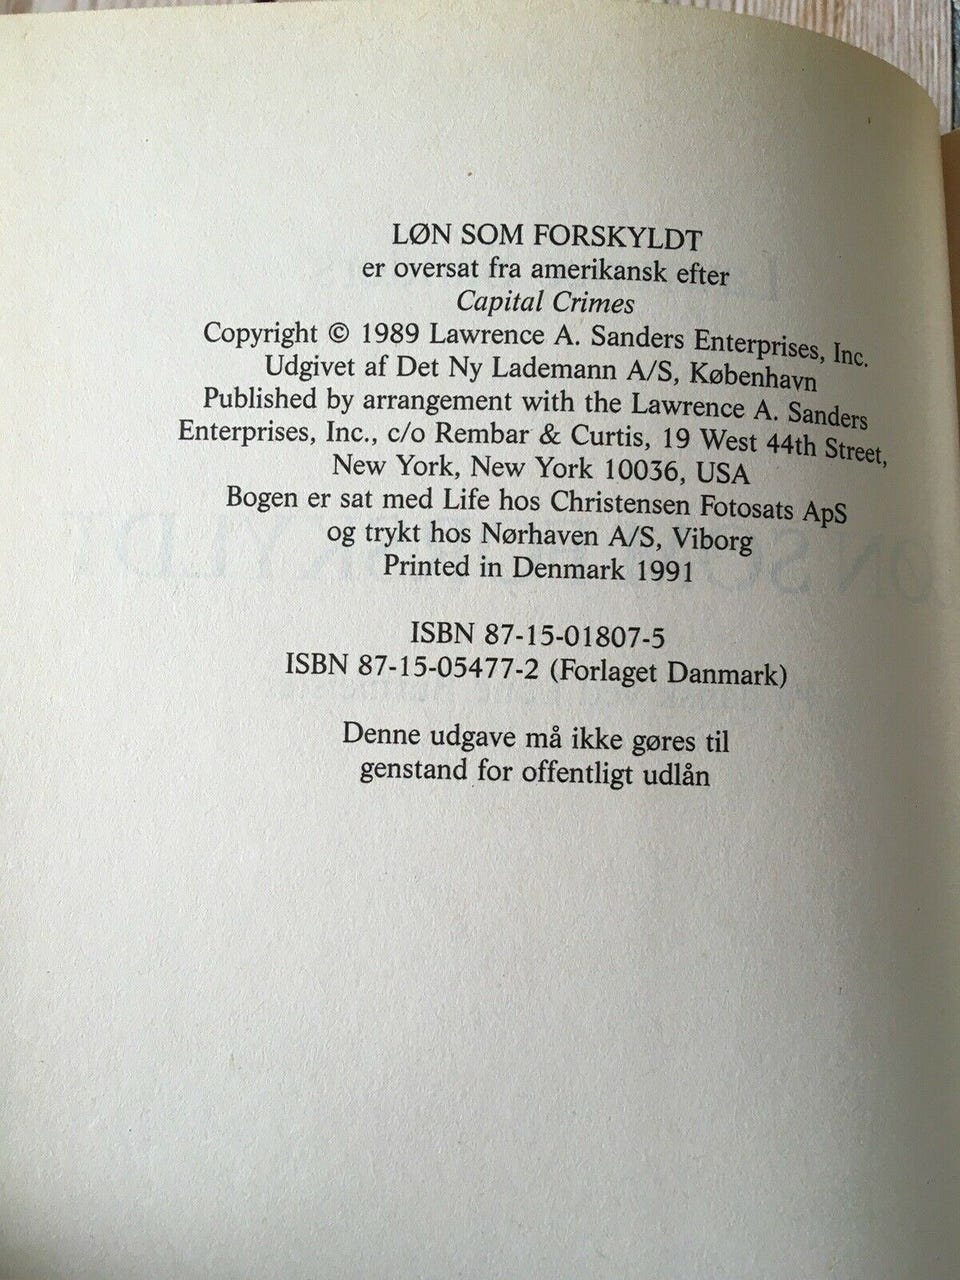 LØN SOM FORSKYLDT
er oversat fra amerikansk efter
Capital Crimes
Copyright © 1989 Lawrence A. Sanders Enterprises, Inc.
Udgivet af Det Ny Lademann A/S, København
Published by arrangement with the Lawrence A. Sanders
Enterprises, Inc., c/o Rembar & Curtis, 19 West 44th Street,
New York, New York 10036, USA
Bogen er sat med Life hos Christensen Fotosats ApS
og trykt hos Nørhaven A/S, Viborg
Printed in Denmark 1991
ISBN 87-15-01807-5
ISBN 87-15-05477-2 (Forlaget Danmark)
Denne udgave må ikke gøres til
genstand for offentligt udlån